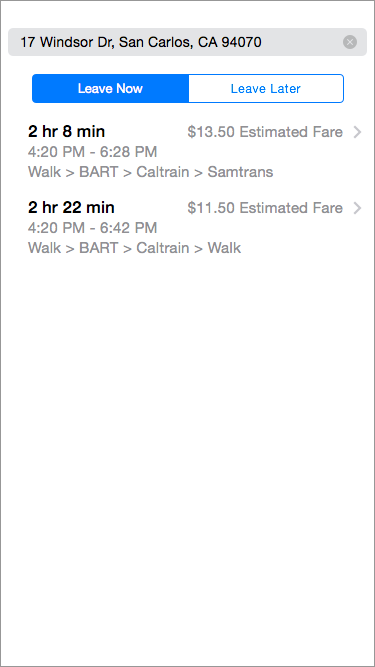 17 Windsor Dr, San Carlos, CA 94070
Leave Now Leave Later
2 hr 8 min $13.50 Estimated Fare
4:20 PM - 6:28 PM
Walk > BART > Caltrain > Samtrans
2 hr 22 min $11.50 Estimated Fare
4:20 PM - 6:42 PM
Walk > BART > Caltrain > Walk